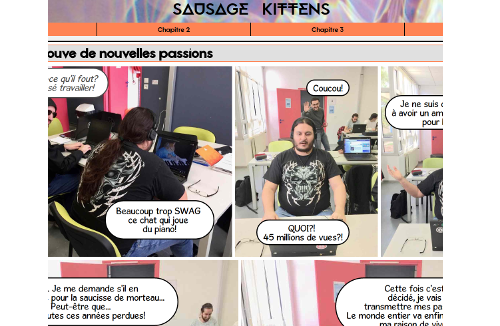 SAUSAGE KITTENS
Chapitre 2
Chapitre 3
ouve de nouvelles passions
ce qu'il fout?
sé travailler!
Coucou!
Je ne suis
à avoir un am
pour
Beaucoup trop SWAG
ce chat qui joue
du piano!
QUOI?!
45 millions de vues?!
. Je me demande s'il en
pour la saucisse de morteau...
Peut-être que...
utes ces années perdues!
Cette fois c'est
décidé, je vais
transmettre mes pa
Le monde entier va enfin
ma raison de viv